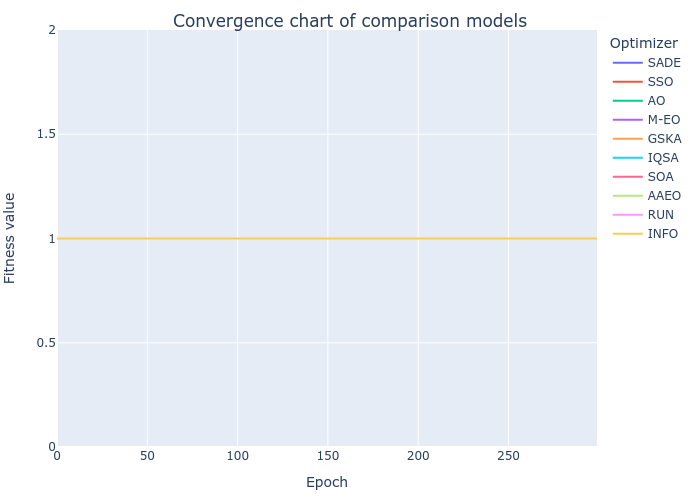 Convergence chart of comparison models
Fitness value
2
1.5
1
0.5
0
0
50
100
150
200
250
Epoch
Optimizer
SADE
SSO
AO
M-EO
GSKA
IQSA
SOA
AAEO
RUN
INFO